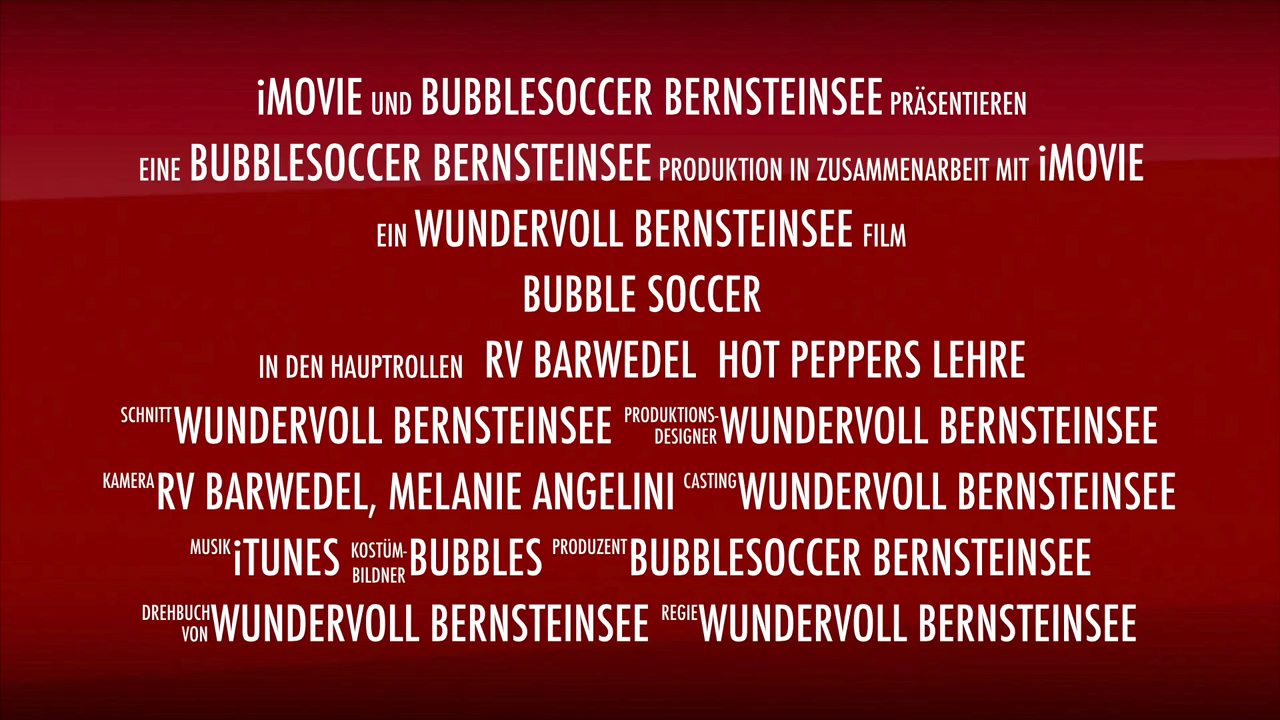 iMOVIE UND BUBBLESOCCER BERNSTEINSEE PRÄSENTIEREN
EINE BUBBLESOCCER BERNSTEINSEE PRODUKTION IN ZUSAMMENARBEIT MIT iMOVIE
EIN WUNDERVOLL BERNSTEINSEE FILM
BUBBLE SOCCER
IN DEN HAUPTROLLEN RV BARWEDEL HOT PEPPERS LEHRE
SCHNITT WUNDERVOLL BERNSTEINSEE PRODUKTIONS-DESIGNER WUNDERVOLL BERNSTEINSEE
KAMERA RV BARWEDEL, MELANIE ANGELINI CASTING WUNDERVOLL BERNSTEINSEE
MUSIK iTUNES KOSTÜM-BILDNER BUBBLES PRODUZENT BUBBLESOCCER BERNSTEINSEE
DREHBUCH VON WUNDERVOLL BERNSTEINSEE REGIE WUNDERVOLL BERNSTEINSEE